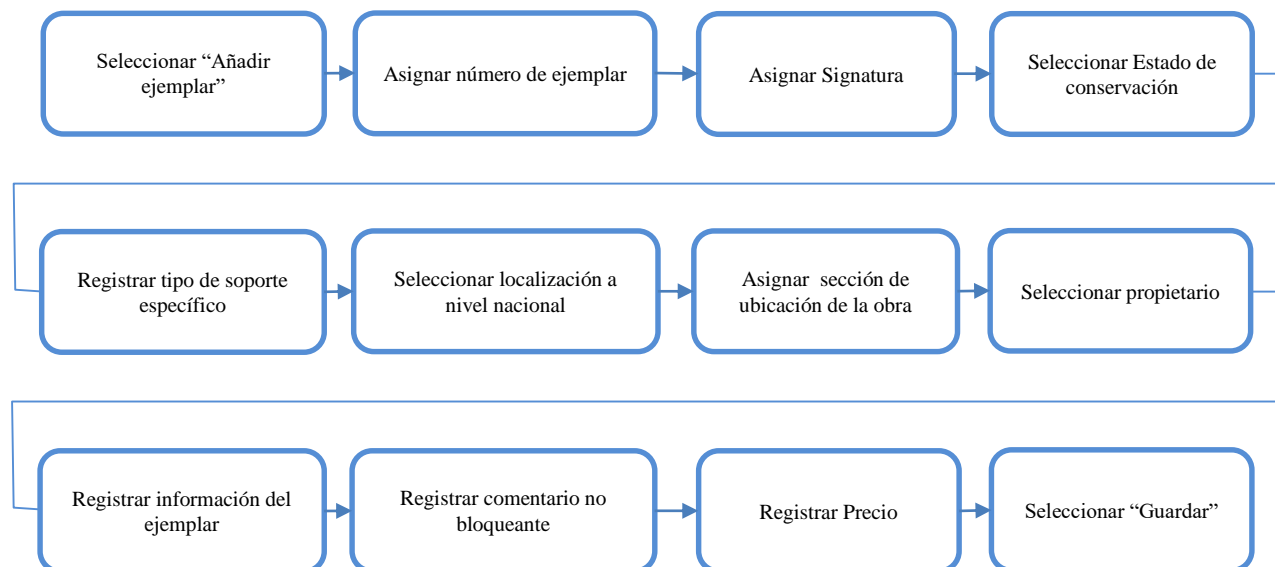 Seleccionar “Añadir
ejemplar”
Asignar número de ejemplar
Asignar Signatura
Seleccionar Estado de
conservación
Registrar tipo de soporte
específico
Seleccionar localización a
nivel nacional
Asignar sección de
ubicación de la obra
Seleccionar propietario
Registrar información del
ejemplar
Registrar comentario no
bloqueante
Registrar Precio
Seleccionar “Guardar”